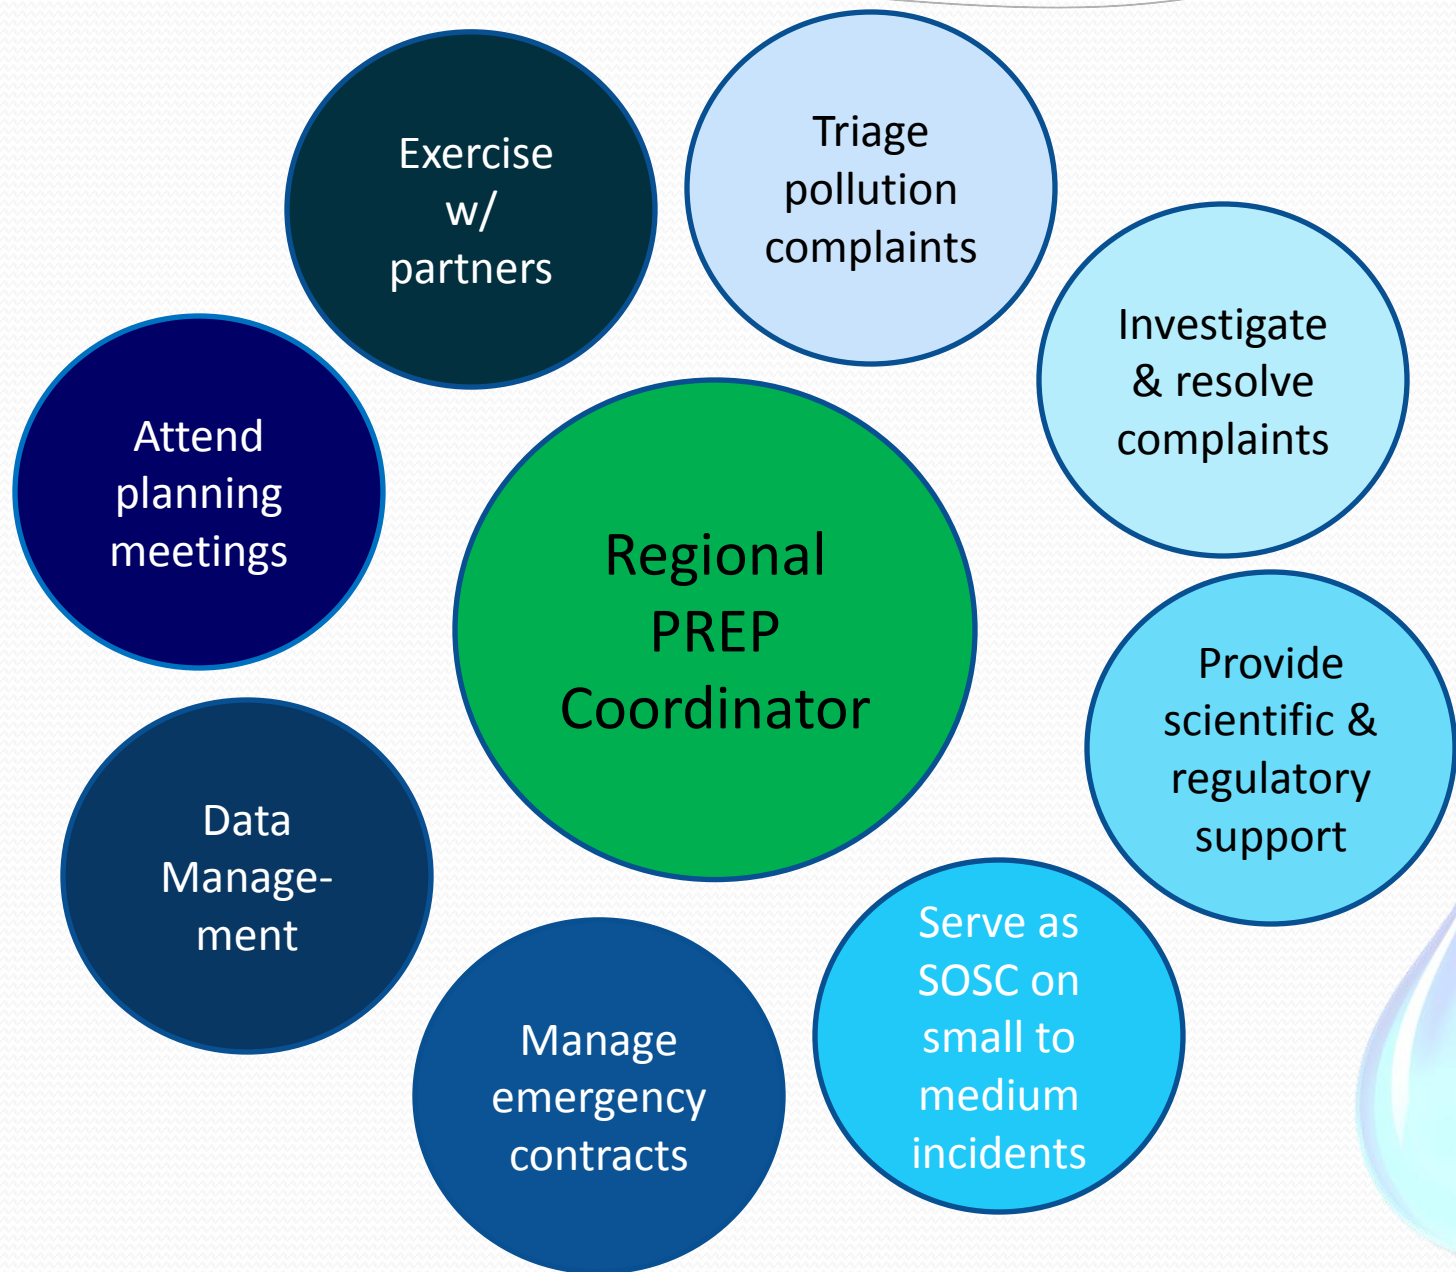 Exercise
w/
partners
Triage
pollution
complaints
Investigate
& resolve
complaints
Attend
planning
meetings
Regional
PREP
Coordinator
Provide
scientific &
regulatory
support
Data
Manage-
ment
Serve as
SOSC on
small to
medium
incidents
Manage
emergency
contracts